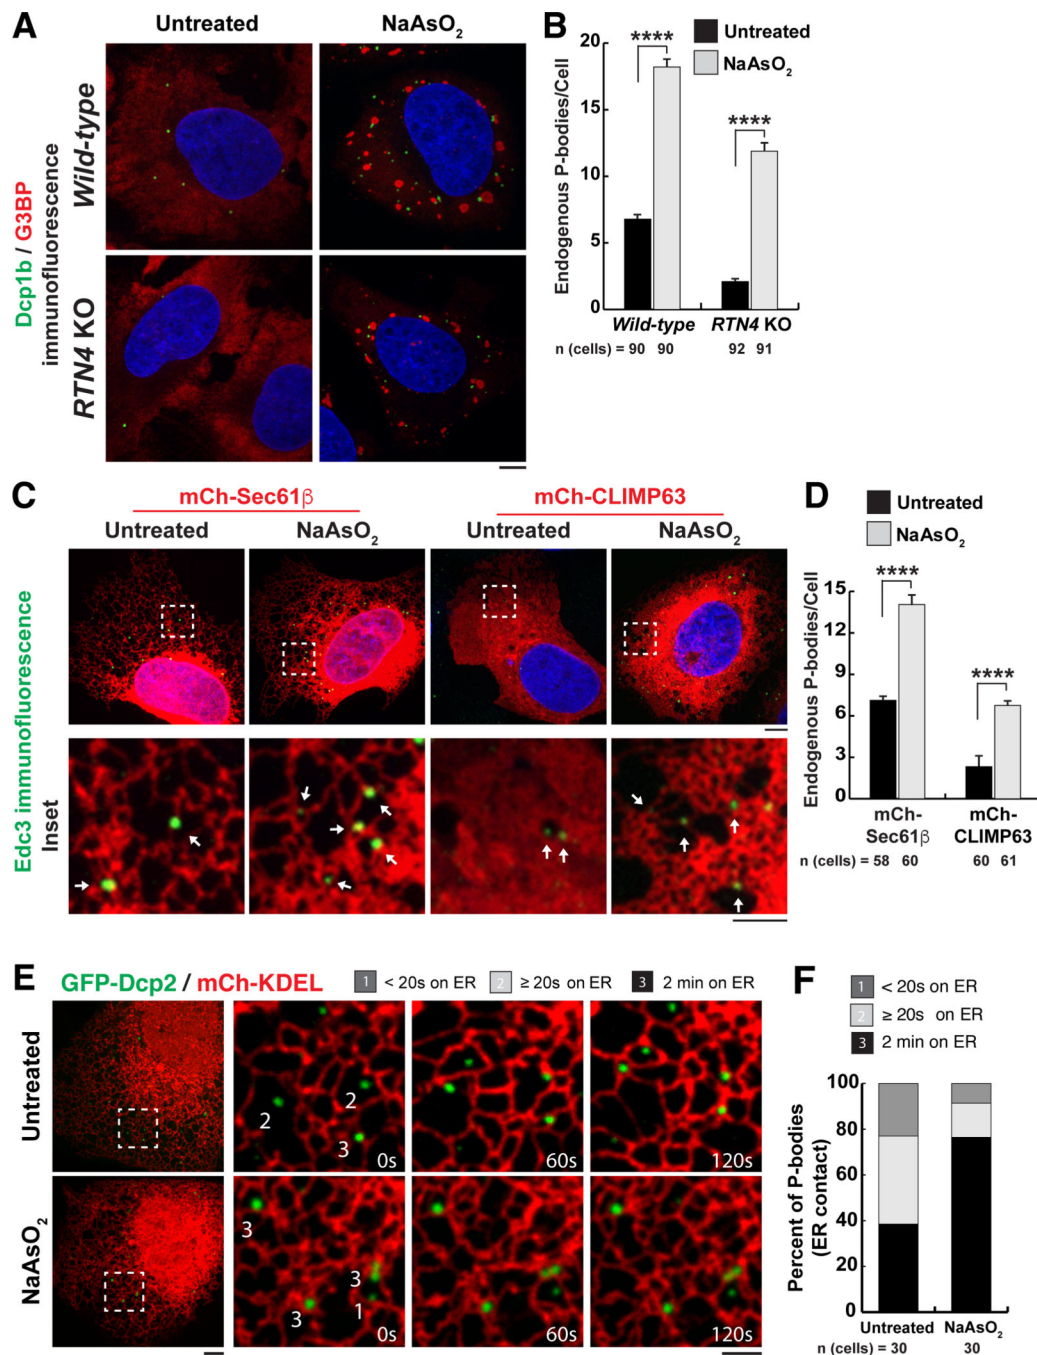 A
Untreated
NaAsO2
Wild-type
RTN4 KO
Dcp1b / G3BP
immunofluorescence
B
Untreated
NaAsO2
****
****
Endogenous P-bodies/Cell
20
15
10
5
0
Wild-type RTN4 KO
n (cells) = 90 90 92 91
C
mCh-Sec61β mCh-CLIMP63
Untreated NaAsO2 Untreated NaAsO2
Edc3 immunofluorescence
Inset
D
Untreated
NaAsO2
****
****
Endogenous P-bodies/Cell
15
12
9
6
3
0
mCh-Sec61β
mCh-CLIMP63
n (cells) = 58 60 60 61
E
GFP-Dcp2 / mCh-KDEL
1 < 20s on ER 2 ≥ 20s on ER 3 2 min on ER
Untreated
2 2 3 0s
60s
120s
NaAsO2
3 3 3 1 0s
60s
120s
F
1 < 20s on ER
2 ≥ 20s on ER
3 2 min on ER
Percent of P-bodies
(ER contact)
100
80
60
40
20
0
Untreated NaAsO2
n (cells) = 30 30